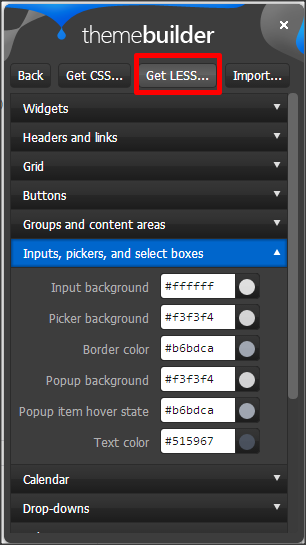 themebuilder
×
Back Get CSS... Get LESS... Import...
Widgets
Headers and links
Grid
Buttons
Groups and content areas
Inputs, pickers, and select boxes
Input background #ffffff
Picker background #f3f3f4
Border color #b6bdca
Popup background #f3f3f4
Popup item hover state #b6bdca
Text color #515967
Calendar
Drop-downs